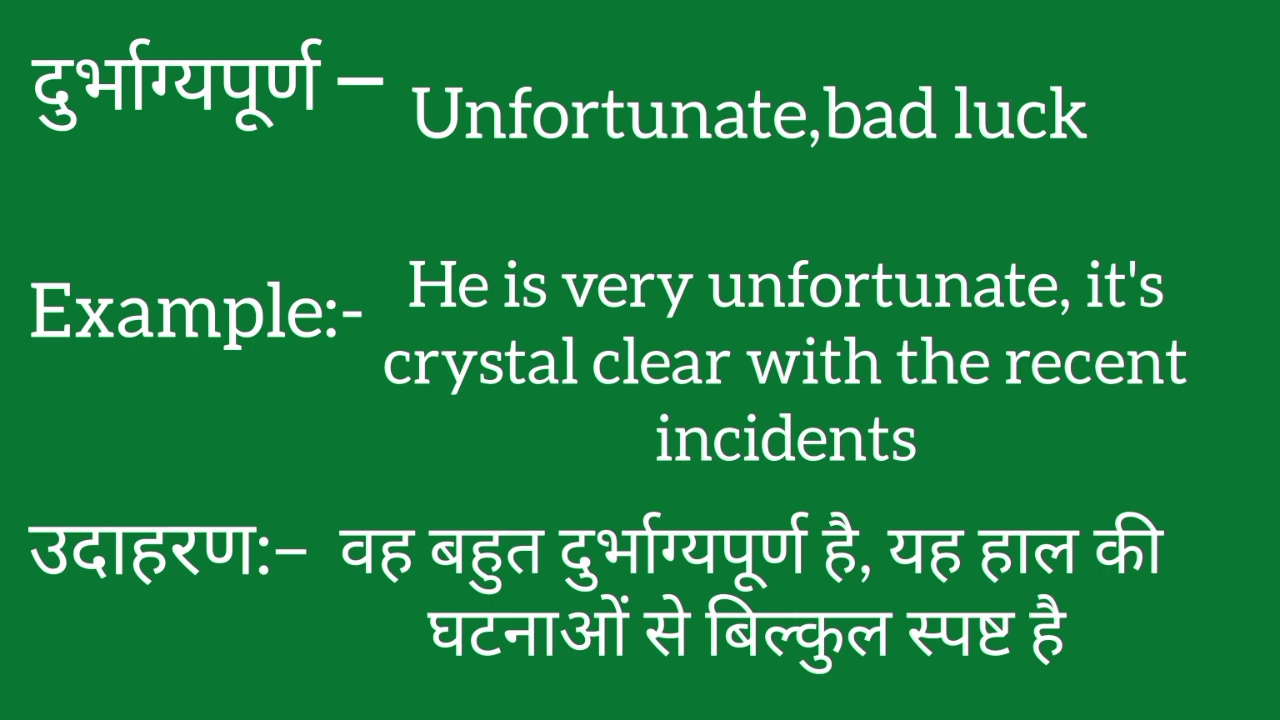 दुर्भाग्यपूर्ण – Unfortunate,bad luck
Example:- He is very unfortunate, it's
crystal clear with the recent
incidents
उदाहरण:– वह बहुत दुर्भाग्यपूर्ण है, यह हाल की
घटनाओं से बिल्कुल स्पष्ट है